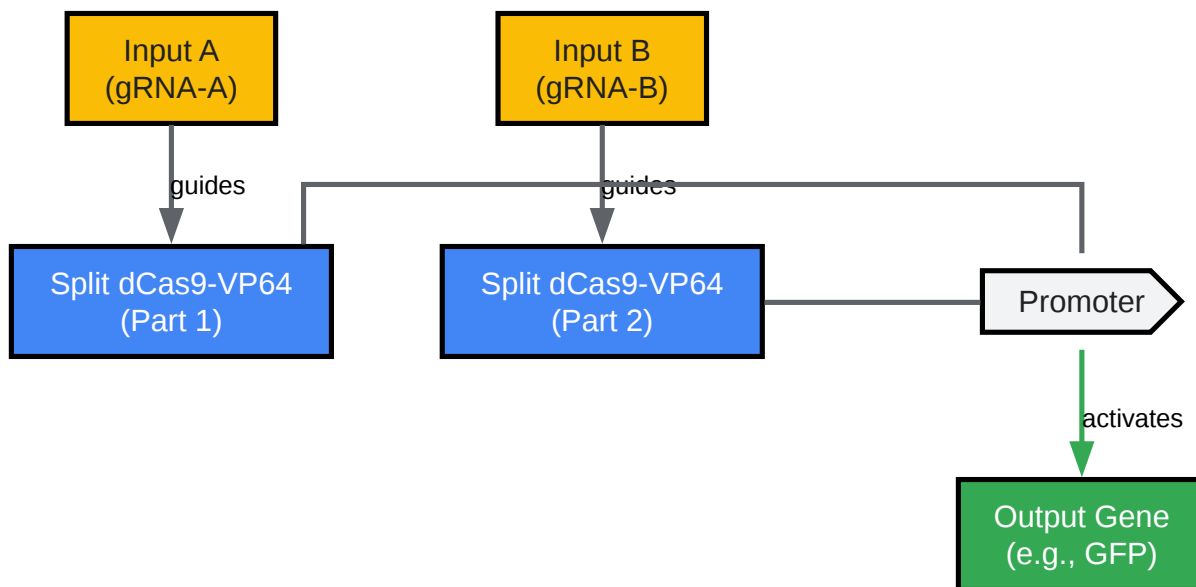 Input A
(gRNA-A)
Input B
(gRNA-B)
guides
guides
Split dCas9-VP64
(Part 1)
Split dCas9-VP64
(Part 2)
Promoter
activates
Output Gene
(e.g., GFP)